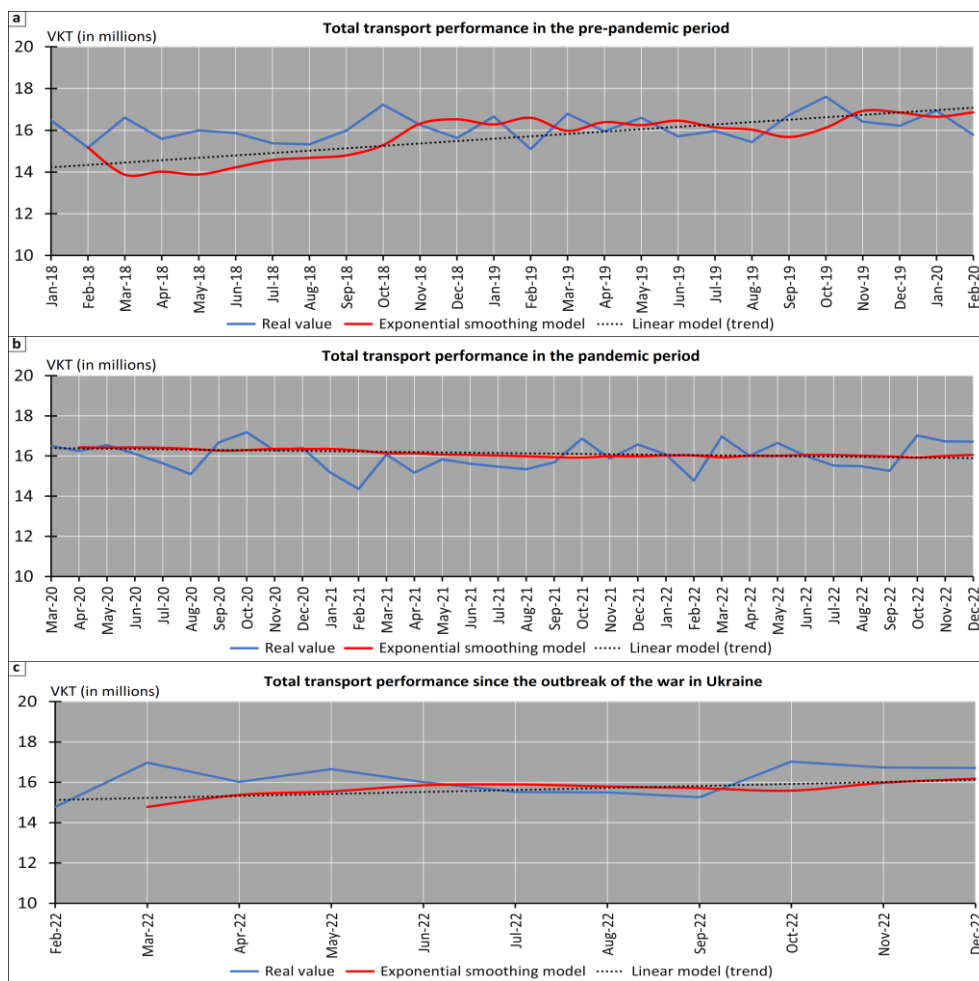 a
Total transport performance in the pre-pandemic period
VKT (in millions)
20
18
16
14
12
10
Jan-18
Feb-18
Mar-18
Apr-18
May-18
Jun-18
Jul-18
Aug-18
Sep-18
Oct-18
Nov-18
Dec-18
Jan-19
Feb-19
Mar-19
Apr-19
May-19
Jun-19
Jul-19
Aug-19
Sep-19
Oct-19
Nov-19
Dec-19
Jan-20
Feb-20
Real value
Exponential smoothing model
Linear model (trend)
b
Total transport performance in the pandemic period
VKT (in millions)
20
18
16
14
12
10
Mar-20
Apr-20
May-20
Jun-20
Jul-20
Aug-20
Sep-20
Oct-20
Nov-20
Dec-20
Jan-21
Feb-21
Mar-21
Apr-21
May-21
Jun-21
Jul-21
Aug-21
Sep-21
Oct-21
Nov-21
Dec-21
Jan-22
Feb-22
Mar-22
Apr-22
May-22
Jun-22
Jul-22
Aug-22
Sep-22
Oct-22
Nov-22
Dec-22
Real value
Exponential smoothing model
Linear model (trend)
c
Total transport performance since the outbreak of the war in Ukraine
VKT (in millions)
20
18
16
14
12
10
Feb-22
Mar-22
Apr-22
May-22
Jun-22
Jul-22
Aug-22
Sep-22
Oct-22
Nov-22
Dec-22
Real value
Exponential smoothing model
Linear model (trend)